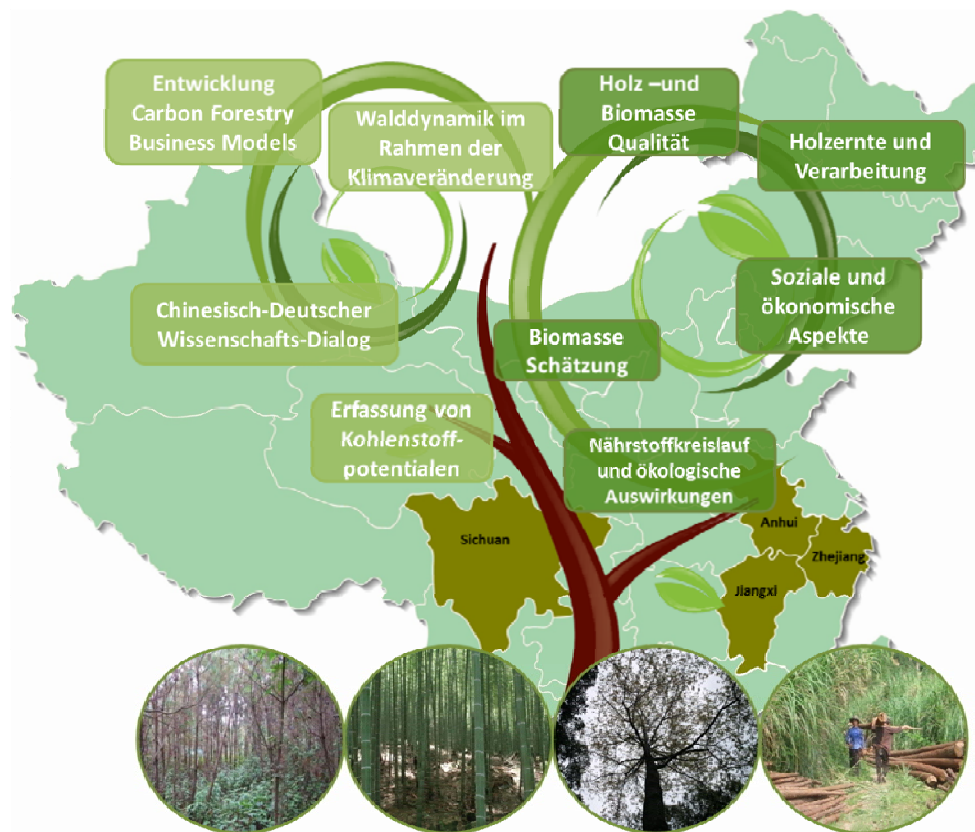 Entwicklung
Carbon Forestry
Business Models
Walddynamik im
Rahmen der
Klimaveränderung
Holz –und
Biomasse
Qualität
Holzernte und
Verarbeitung
Chinesisch-Deutscher
Wissenschafts-Dialog
Biomasse
Schätzung
Soziale und
ökonomische
Aspekte
Erfassung von
Kohlenstoff-
potentialen
Nährstoffkreislauf
und ökologische
Auswirkungen
Sichuan
Anhui
Zhejiang
Jiangxi